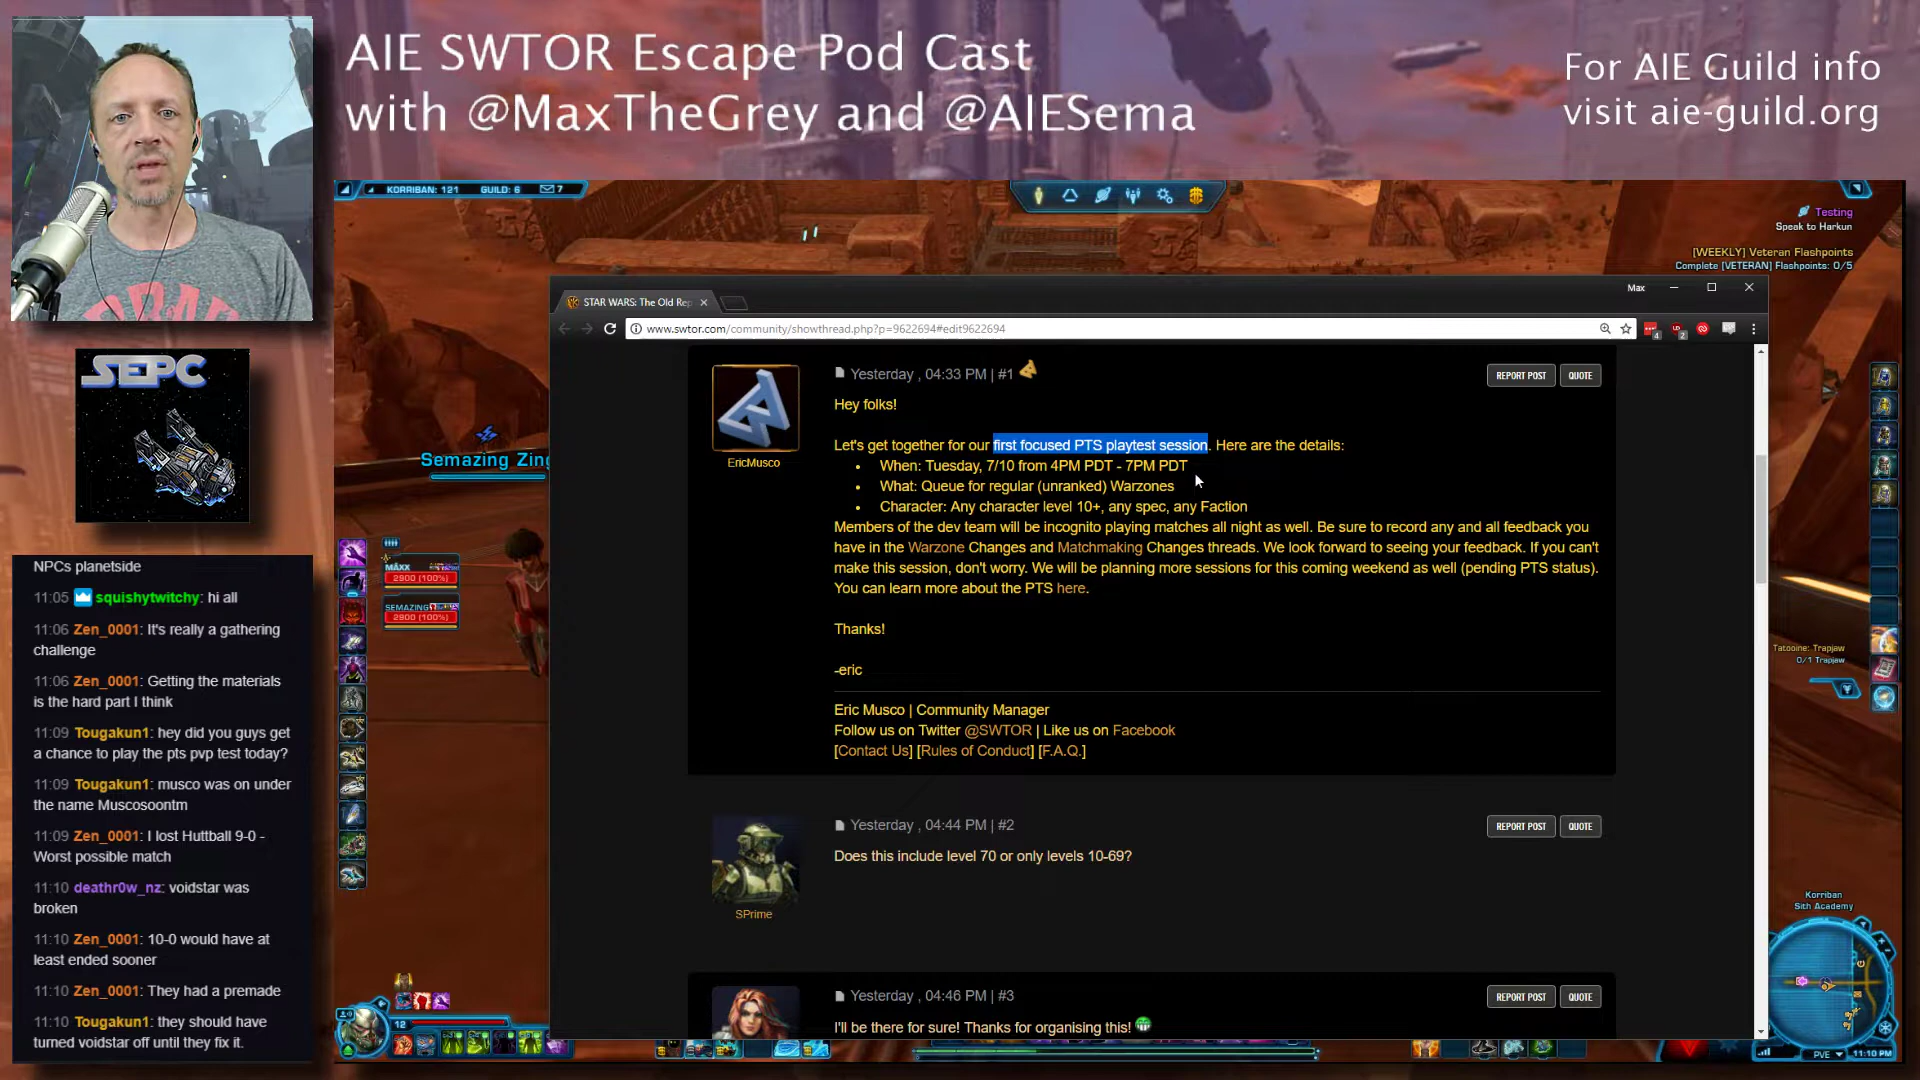 AIE SWTOR Escape Pod Cast
with @MaxTheGrey and @AIESema
For AIE Guild info
visit aie-guild.org
SEPC
NPCs planetside
11:05 squishytwitchy: hi all
11:06 Zen_0001: It's really a gathering
challenge
11:06 Zen_0001: Getting the materials
is the hard part I think
11:09 Tougakun1: hey did you guys get
a chance to play the pts pvp test today?
11:09 Tougakun1: musco was on under
the name Muscosoontm
11:09 Zen_0001: I lost Huttball 9-0 -
Worst possible match
11:10 deathr0w_nz: voidstar was
broken
11:10 Zen_0001: 10-0 would have at
least ended sooner
11:10 Zen_0001: They had a premade
11:10 Tougakun1: they should have
turned voidstar off until they fix it.
KORRIBAN: 121 GUILD: 6 7
Testing
Speak to Harkun
[WEEKLY] Veteran Flashpoints
Complete [VETERAN] Flashpoints: 0/5
Semazing Zing
MÁXX
2900 (100%)
SEMAZING
2900 (100%)
Max
STAR WARS: The Old Rep
www.swtor.com/community/showthread.php?p=9622694#edit9622694
4
2
Yesterday , 04:33 PM | #1
REPORT POST QUOTE
EricMusco
Hey folks!
Let's get together for our first focused PTS playtest session. Here are the details:
• When: Tuesday, 7/10 from 4PM PDT - 7PM PDT
• What: Queue for regular (unranked) Warzones
• Character: Any character level 10+, any spec, any Faction
Members of the dev team will be incognito playing matches all night as well. Be sure to record any and all feedback you
have in the Warzone Changes and Matchmaking Changes threads. We look forward to seeing your feedback. If you can't
make this session, don't worry. We will be planning more sessions for this coming weekend as well (pending PTS status).
You can learn more about the PTS here.
Thanks!
-eric
Eric Musco | Community Manager
Follow us on Twitter @SWTOR | Like us on Facebook
[Contact Us] [Rules of Conduct] [F.A.Q.]
Yesterday , 04:44 PM | #2
REPORT POST QUOTE
Does this include level 70 or only levels 10-69?
SPrime
Yesterday , 04:46 PM | #3
REPORT POST QUOTE
I'll be there for sure! Thanks for organising this!
Tatooine: Trapjaw
0/1 Trapjaw
Korriban
Sith Academy
12
PVE
11:10 PM